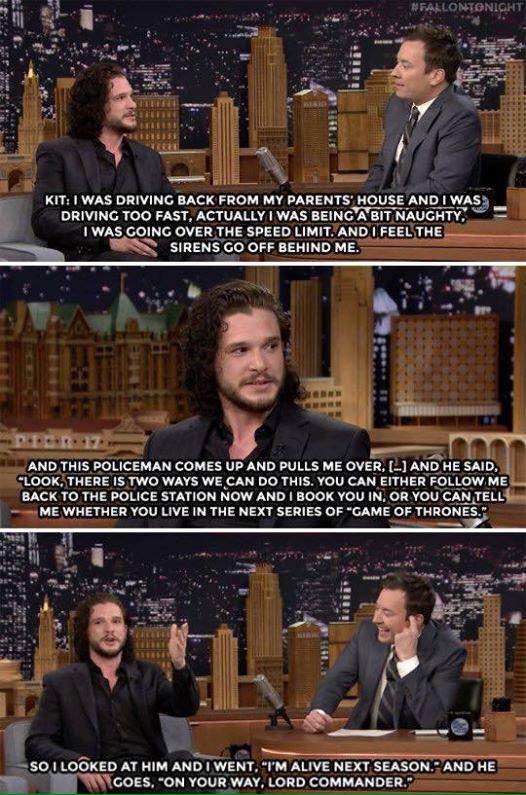 #FALLONTONIGHT
KIT: I WAS DRIVING BACK FROM MY PARENTS' HOUSE AND I WAS
DRIVING TOO FAST, ACTUALLY I WAS BEING A BIT NAUGHTY,
I WAS GOING OVER THE SPEED LIMIT. AND I FEEL THE
SIRENS GO OFF BEHIND ME.
PIER 17
AND THIS POLICEMAN COMES UP AND PULLS ME OVER, [...] AND HE SAID,
"LOOK, THERE IS TWO WAYS WE CAN DO THIS. YOU CAN EITHER FOLLOW ME
BACK TO THE POLICE STATION NOW AND I BOOK YOU IN, OR YOU CAN TELL
ME WHETHER YOU LIVE IN THE NEXT SERIES OF "GAME OF THRONES."
SO I LOOKED AT HIM AND I WENT, "I'M ALIVE NEXT SEASON." AND HE
GOES, "ON YOUR WAY, LORD COMMANDER."